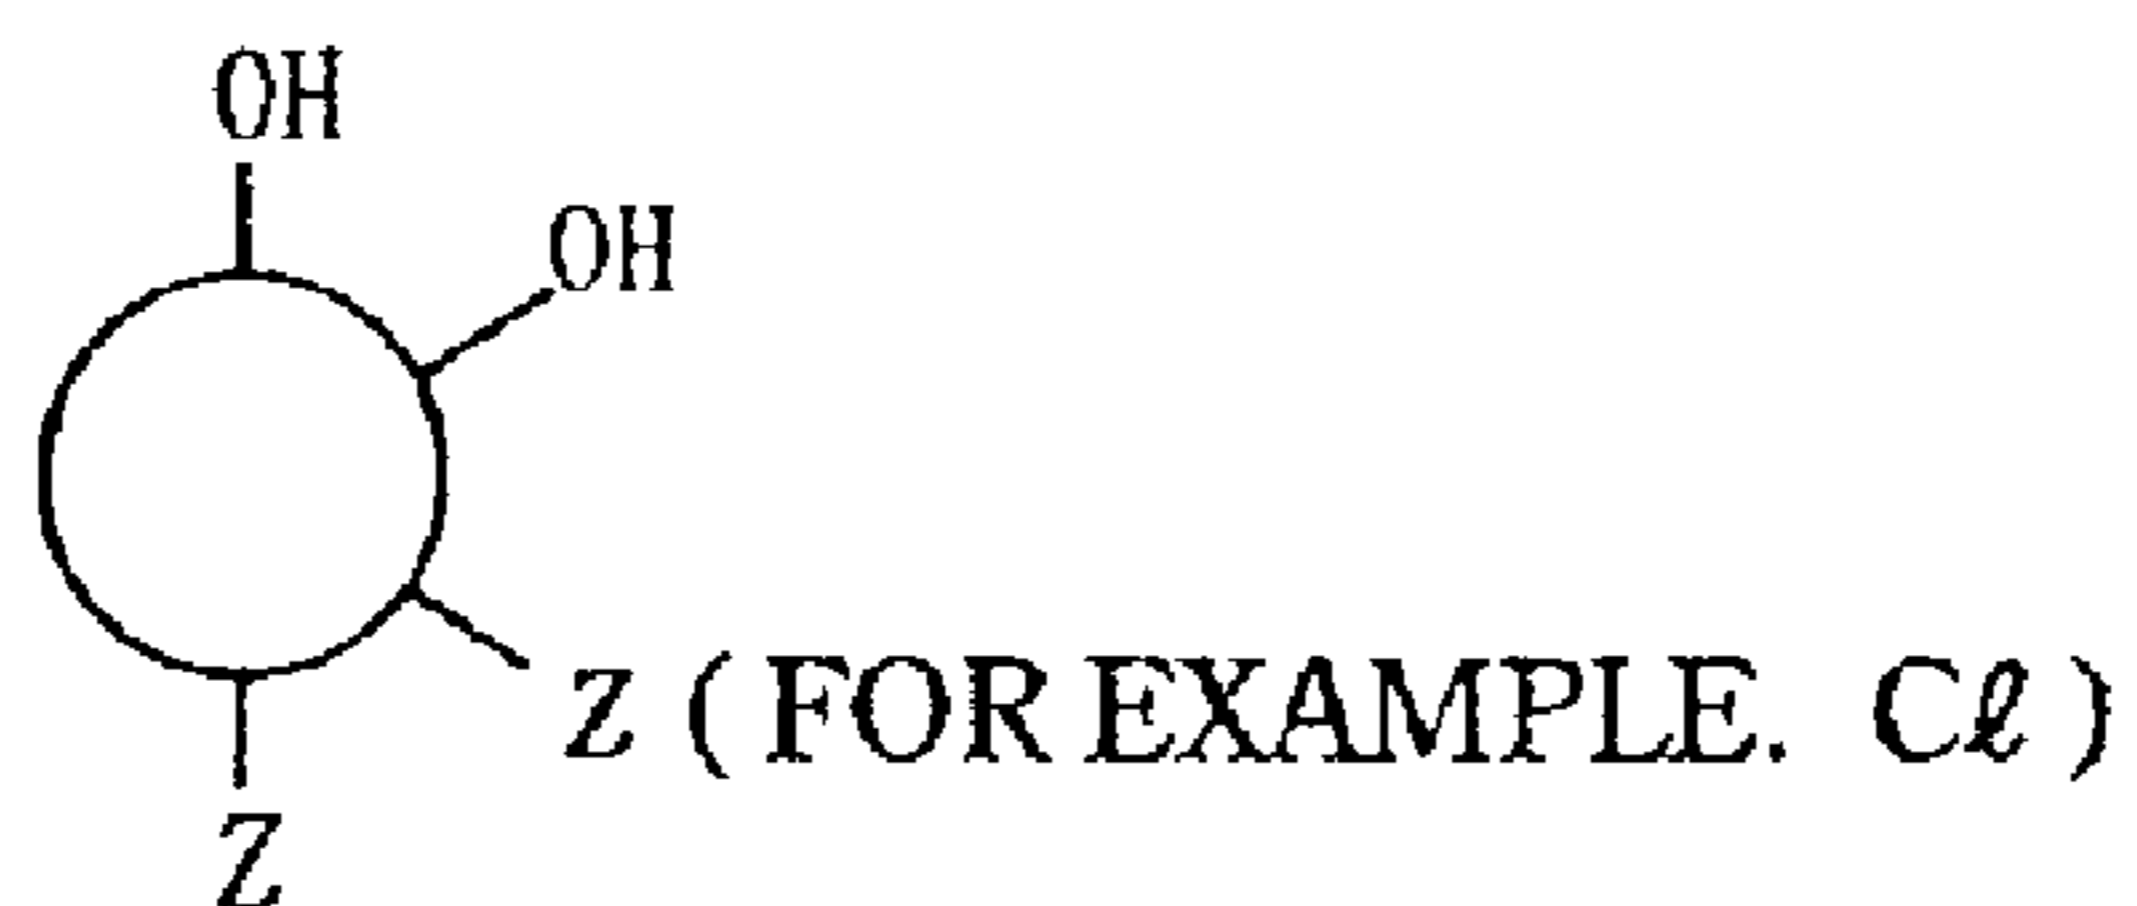 OH
OH
Z (FOR EXAMPLE. Cℓ)
Z